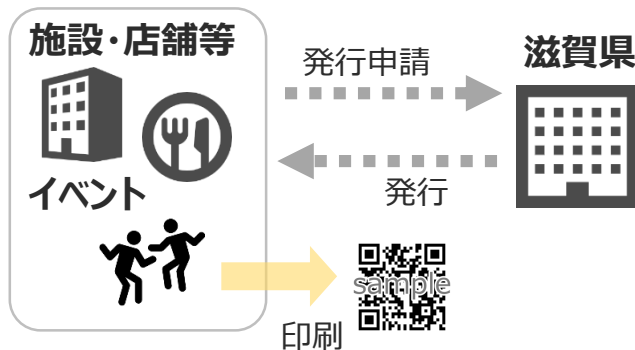 施設・店舗等
発行申請
滋賀県
発行
イベント
sample
印刷